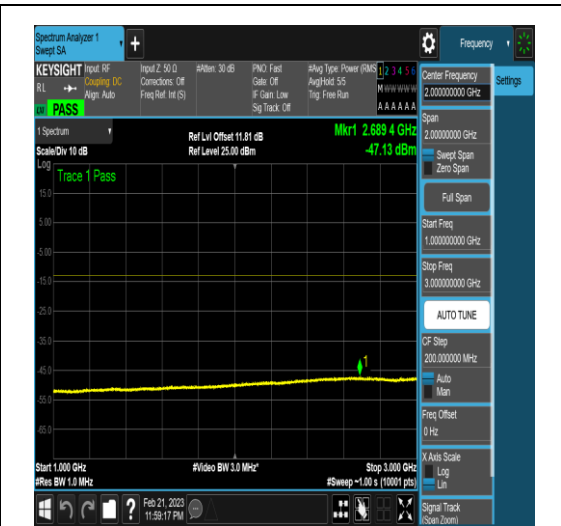 Spectrum Analyzer 1
Swept SA
Frequency
KEYSIGHT
RL
PASS
Input: RF
Coupling: DC
Align: Auto
Input Z: 50 Ω
Corrections: Off
Freq Ref: Int (S)
#Atten: 30 dB
PNO: Fast
Gate: Off
IF Gain: Low
Sig Track: Off
#Avg Type: Power (RMS
Avg|Hold: 5/5
Trig: Free Run
1 2 3 4 5 6
M W W W W W
A A A A A A
1 Spectrum
Scale/Div 10 dB
Ref Lvl Offset 11.81 dB
Ref Level 25.00 dBm
Mkr1 2.689 4 GHz
-47.13 dBm
Log
Trace 1 Pass
15.0
5.00
-5.00
-15.0
-25.0
-35.0
-45.0
-55.0
-65.0
1
Start 1.000 GHz
#Res BW 1.0 MHz
#Video BW 3.0 MHz*
Stop 3.000 GHz
#Sweep ~1.00 s (10001 pts)
Feb 21, 2023
11:59:17 PM
Center Frequency
2.000000000 GHz
Span
2.00000000 GHz
Swept Span
Zero Span
Full Span
Start Freq
1.000000000 GHz
Stop Freq
3.000000000 GHz
AUTO TUNE
CF Step
200.000000 MHz
Auto
Man
Freq Offset
0 Hz
X Axis Scale
Log
Lin
Signal Track
(Span Zoom)
Settings